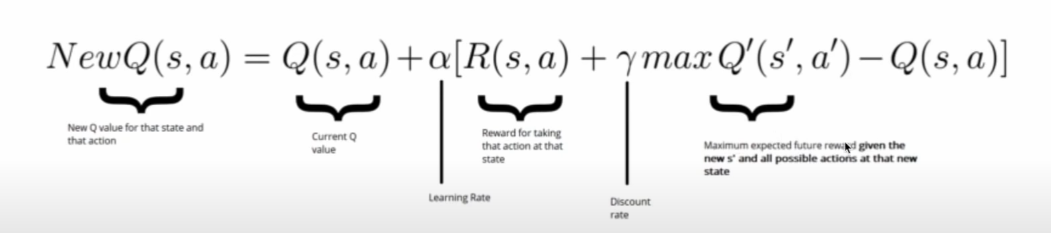 NewQ(s, a) = Q(s, a)+α[R(s, a) + γmaxQ′(s′, a′)−Q(s, a)]
New Q value for that state and
that action
Current Q
value
Reward for taking
that action at that
state
Maximum expected future reward given the
new s' and all possible actions at that new
state
Learning Rate
Discount
rate